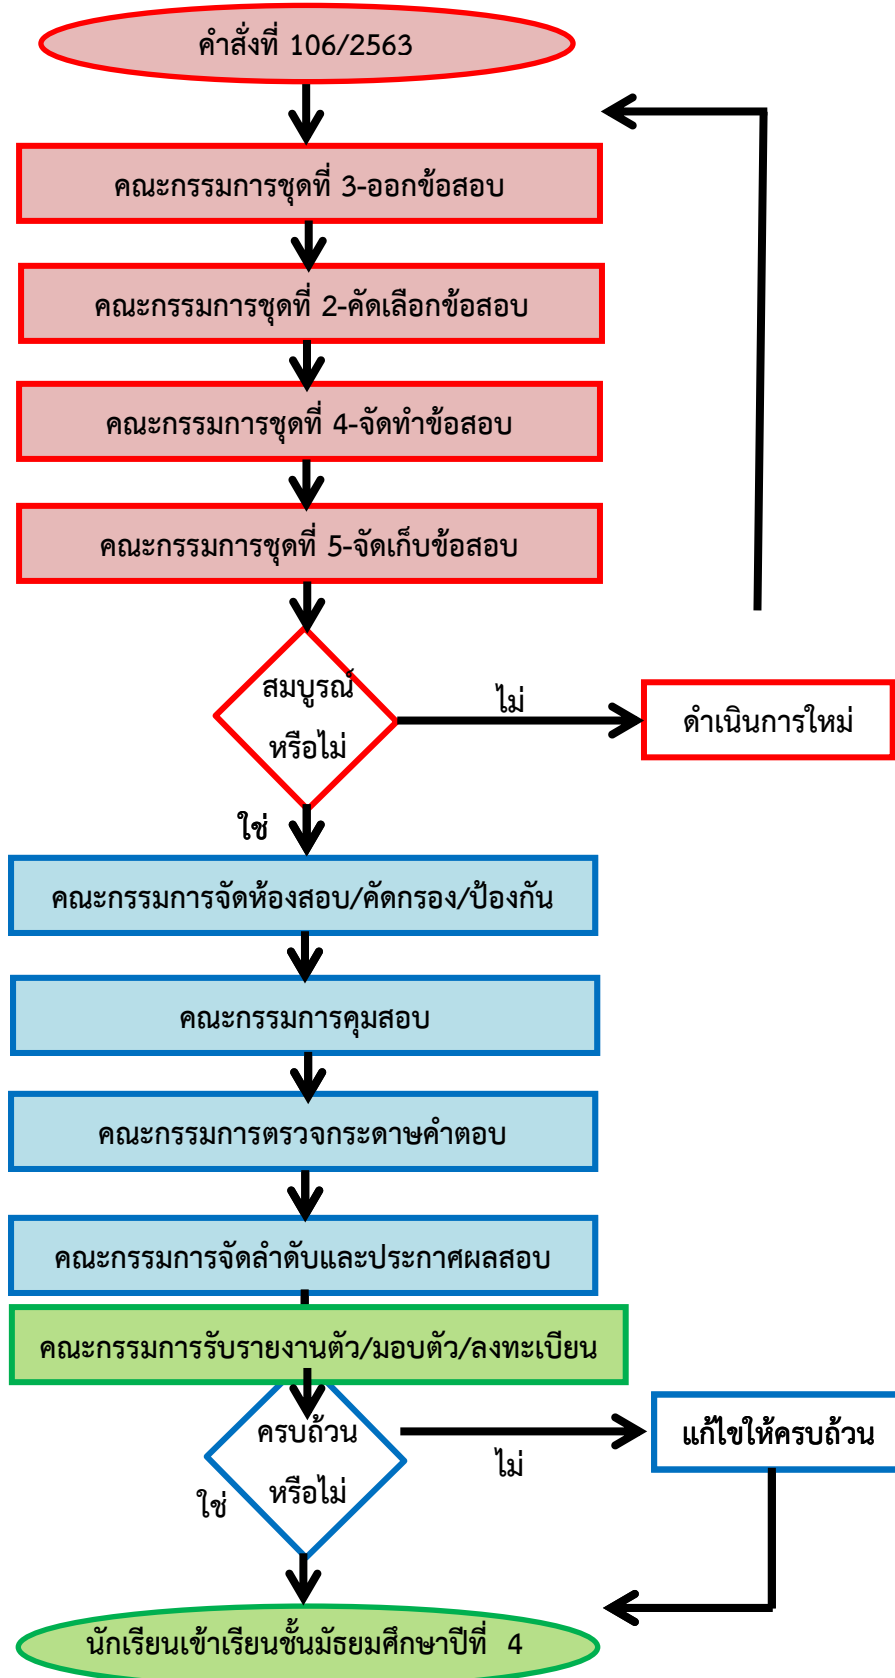 คำสั่งที่ 106/2563
คณะกรรมการชุดที่ 3-ออกข้อสอบ
คณะกรรมการชุดที่ 2-คัดเลือกข้อสอบ
คณะกรรมการชุดที่ 4-จัดทำข้อสอบ
คณะกรรมการชุดที่ 5-จัดเก็บข้อสอบ
สมบูรณ์
หรือไม่
ไม่
ดำเนินการใหม่
ใช่
คณะกรรมการจัดห้องสอบ/คัดกรอง/ป้องกัน
คณะกรรมการคุมสอบ
คณะกรรมการตรวจกระดาษคำตอบ
คณะกรรมการจัดลำดับและประกาศผลสอบ
คณะกรรมการรับรายงานตัว/มอบตัว/ลงทะเบียน
ครบถ้วน
หรือไม่
ไม่
แก้ไขให้ครบถ้วน
ใช่
นักเรียนเข้าเรียนชั้นมัธยมศึกษาปีที่ 4